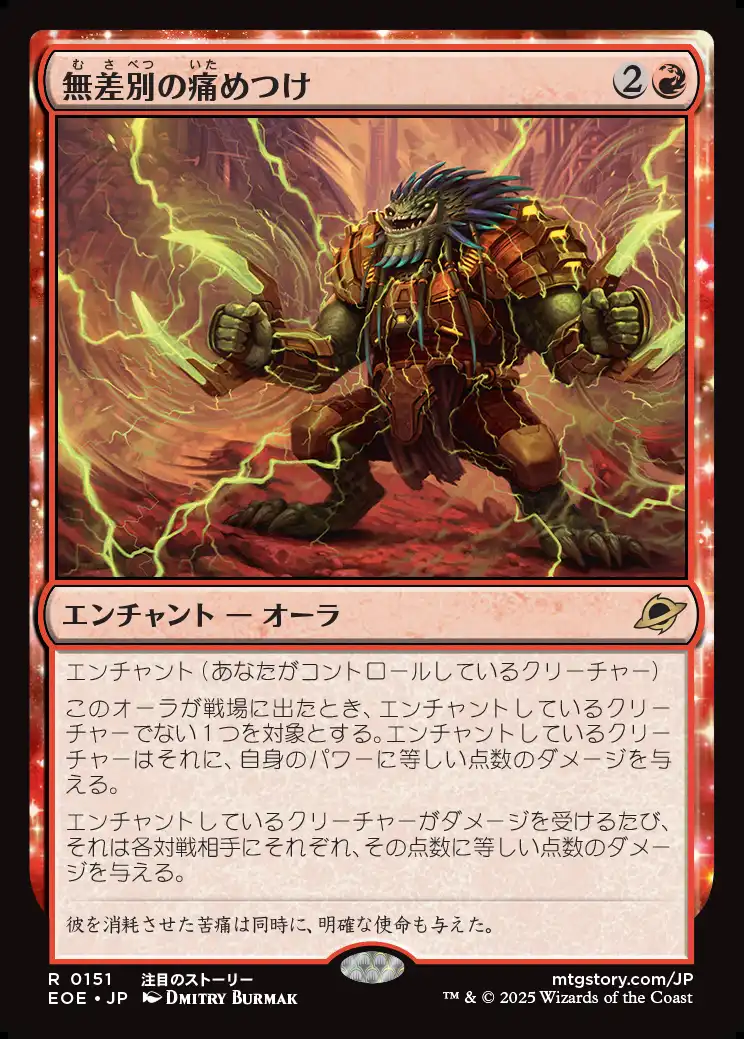 無差別の痛めつけ
む さ べつ いた
2
エンチャント — オーラ
エンチャント（あなたがコントロールしているクリーチャー）
このオーラが戦場に出たとき、エンチャントしているクリー
チャーでない１つを対象とする。エンチャントしているクリー
チャーはそれに、自身のパワーに等しい点数のダメージを与
える。
エンチャントしているクリーチャーがダメージを受けるたび、
それは各対戦相手にそれぞれ、その点数に等しい点数のダメー
ジを与える。
彼を消耗させた苦痛は同時に、明確な使命も与えた。
R 0151 注目のストーリー
EOE • JP Dmitry Burmak
mtgstory.com/JP
™ & © 2025 Wizards of the Coast